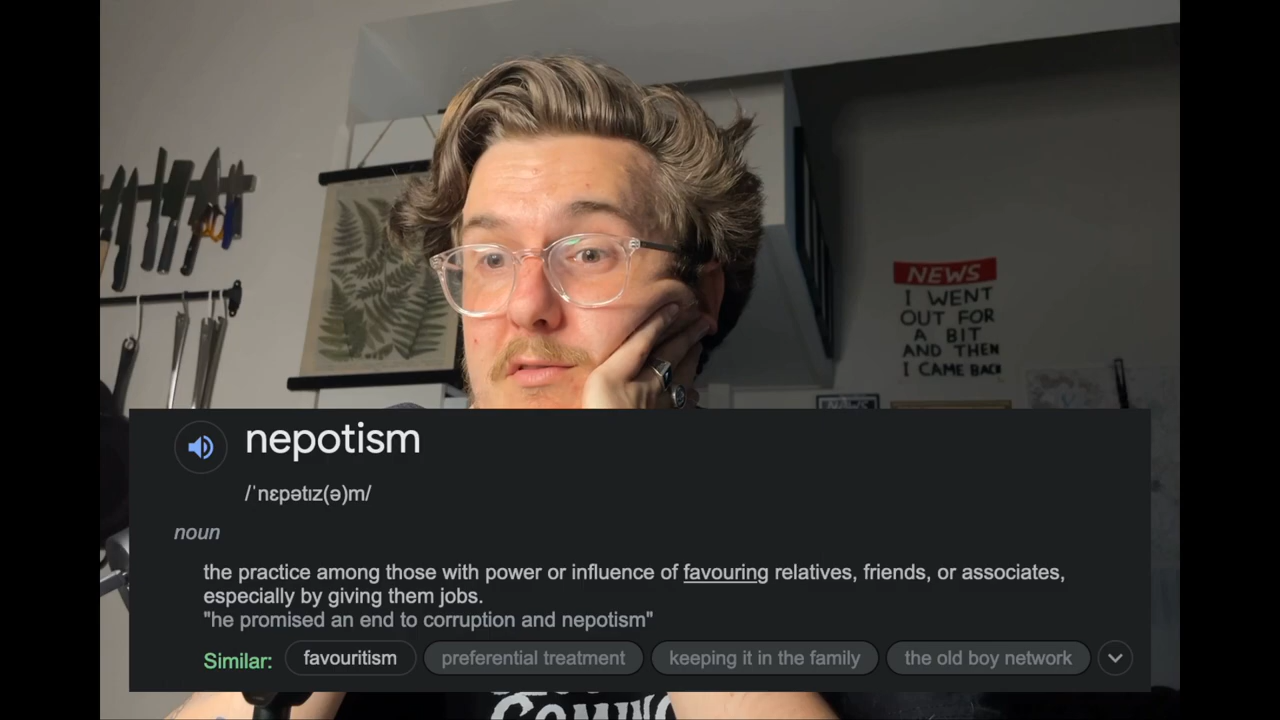 NEWS
I WENT
OUT FOR
A BIT
AND THEN
I CAME BACK
NEWS
nepotism
/ˈnɛpətɪz(ə)m/
noun
the practice among those with power or influence of favouring relatives, friends, or associates,
especially by giving them jobs.
"he promised an end to corruption and nepotism"
Similar: favouritism preferential treatment keeping it in the family the old boy network
COMING